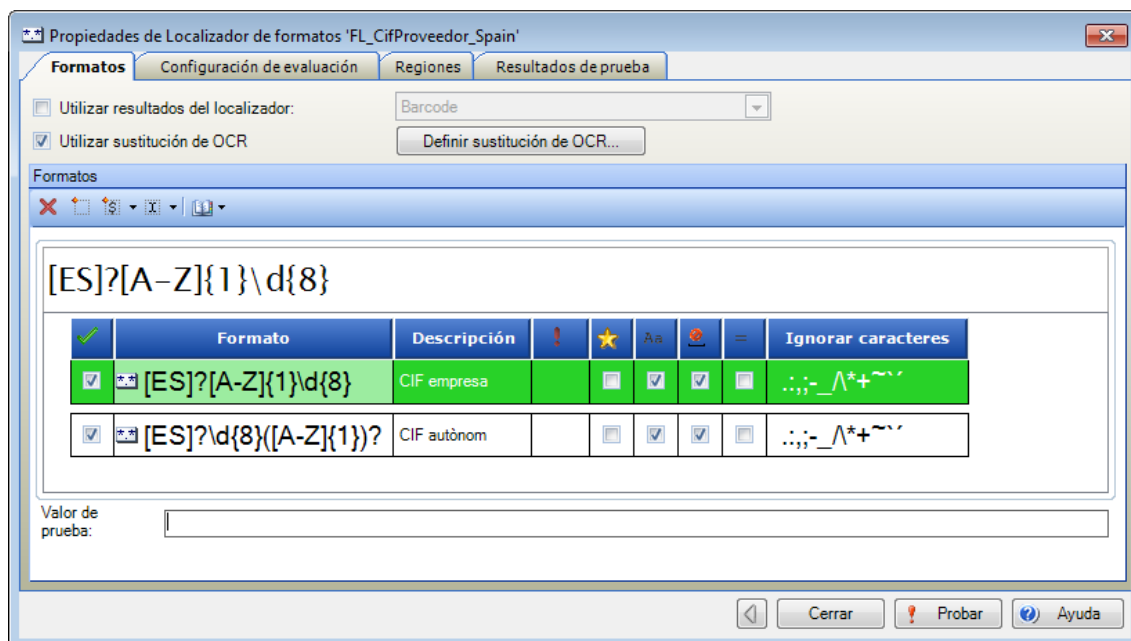 Propiedades de Localizador de formatos 'FL_CifProveedor_Spain'
Formatos Configuración de evaluación Regiones Resultados de prueba
Utilizar resultados del localizador: Barcode
Utilizar sustitución de OCR Definir sustitución de OCR...
Formatos
[ES]?[A-Z]{1}\d{8}
Formato Descripción Aa = Ignorar caracteres
[ES]?[A-Z]{1}\d{8} CIF empresa .:,;-_/\*+~`´
[ES]?\d{8}([A-Z]{1})? CIF autònom .:,;-_/\*+~`´
Valor de
prueba:
Cerrar Probar Ayuda